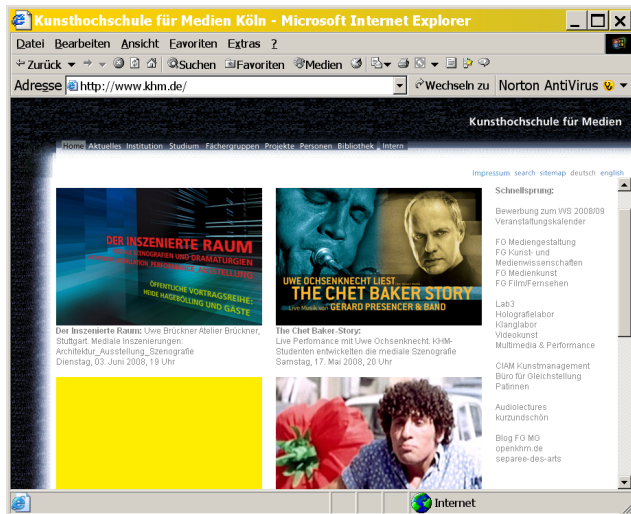 Kunsthochschule für Medien Köln - Microsoft Internet Explorer
Datei Bearbeiten Ansicht Favoriten Extras ?
Zurück Suchen Favoriten Medien
Adresse http://www.khm.de/ Wechseln zu Norton AntiVirus
Kunsthochschule für Medien
Home Aktuelles Institution Studium Fächergruppen Projekte Personen Bibliothek Intern
Impressum search sitemap deutsch english
DER INSZENIERTE RAUM
MEDIALE SZENOGRAFIEN UND DRAMATURGIEN
PERFORMANCE AUSSTELLUNG
ÖFFENTLICHE VORTRAGSREIHE:
HEIDE HAGEBÖLLING UND GÄSTE
Der Inszenierte Raum: Uwe Brückner Atelier Brückner,
Stuttgart. Mediale Inszenierungen:
Architektur_Ausstellung_Szenografie
Dienstag, 03. Juni 2008, 19 Uhr
UWE OCHSENKNECHT LIEST
THE CHET BAKER STORY
Live Musik von GERARD PRESENCER & BAND
The Chet Baker-Story:
Live Perfomance mit Uwe Ochsenknecht. KHM-
Studenten entwickelten die mediale Szenografie
Samstag, 17. Mai 2008, 20 Uhr
Schnellsprung:
Bewerbung zum WS 2008/09
Veranstaltungskalender
FG Mediengestaltung
FG Kunst- und
Medienwissenschaften
FG Medienkunst
FG Film/Fernsehen
Lab3
Holografielabor
Klanglabor
Videokunst
Multimedia & Performance
CIAM Kunstmanagement
Büro für Gleichstellung
Patinnen
Audiolectures
kurzundschön
Blog FG MG
openkhm.de
separee-des-arts
Internet